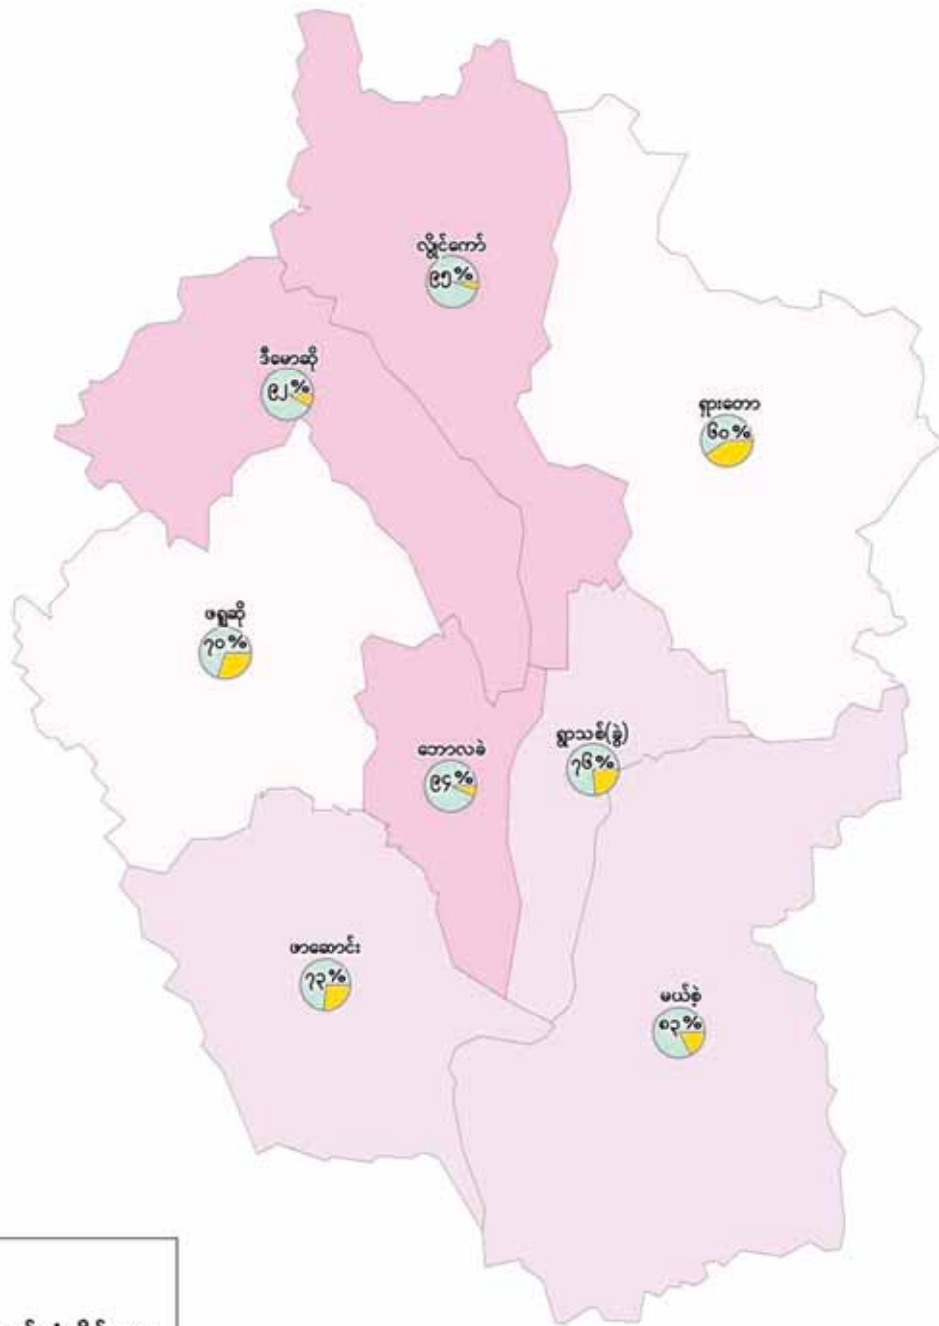 လွိုင်ကော်
၉၅%
ဒီမောဆို
၉၂%
ရှားတော
၆၀%
ဖရူဆို
၇၀%
ရွာသစ်(ခွဲ)
၇၆%
ဘောလခဲ
၉၄%
ဖာဆောင်း
၇၃%
မယ်စဲ့
၈၃%